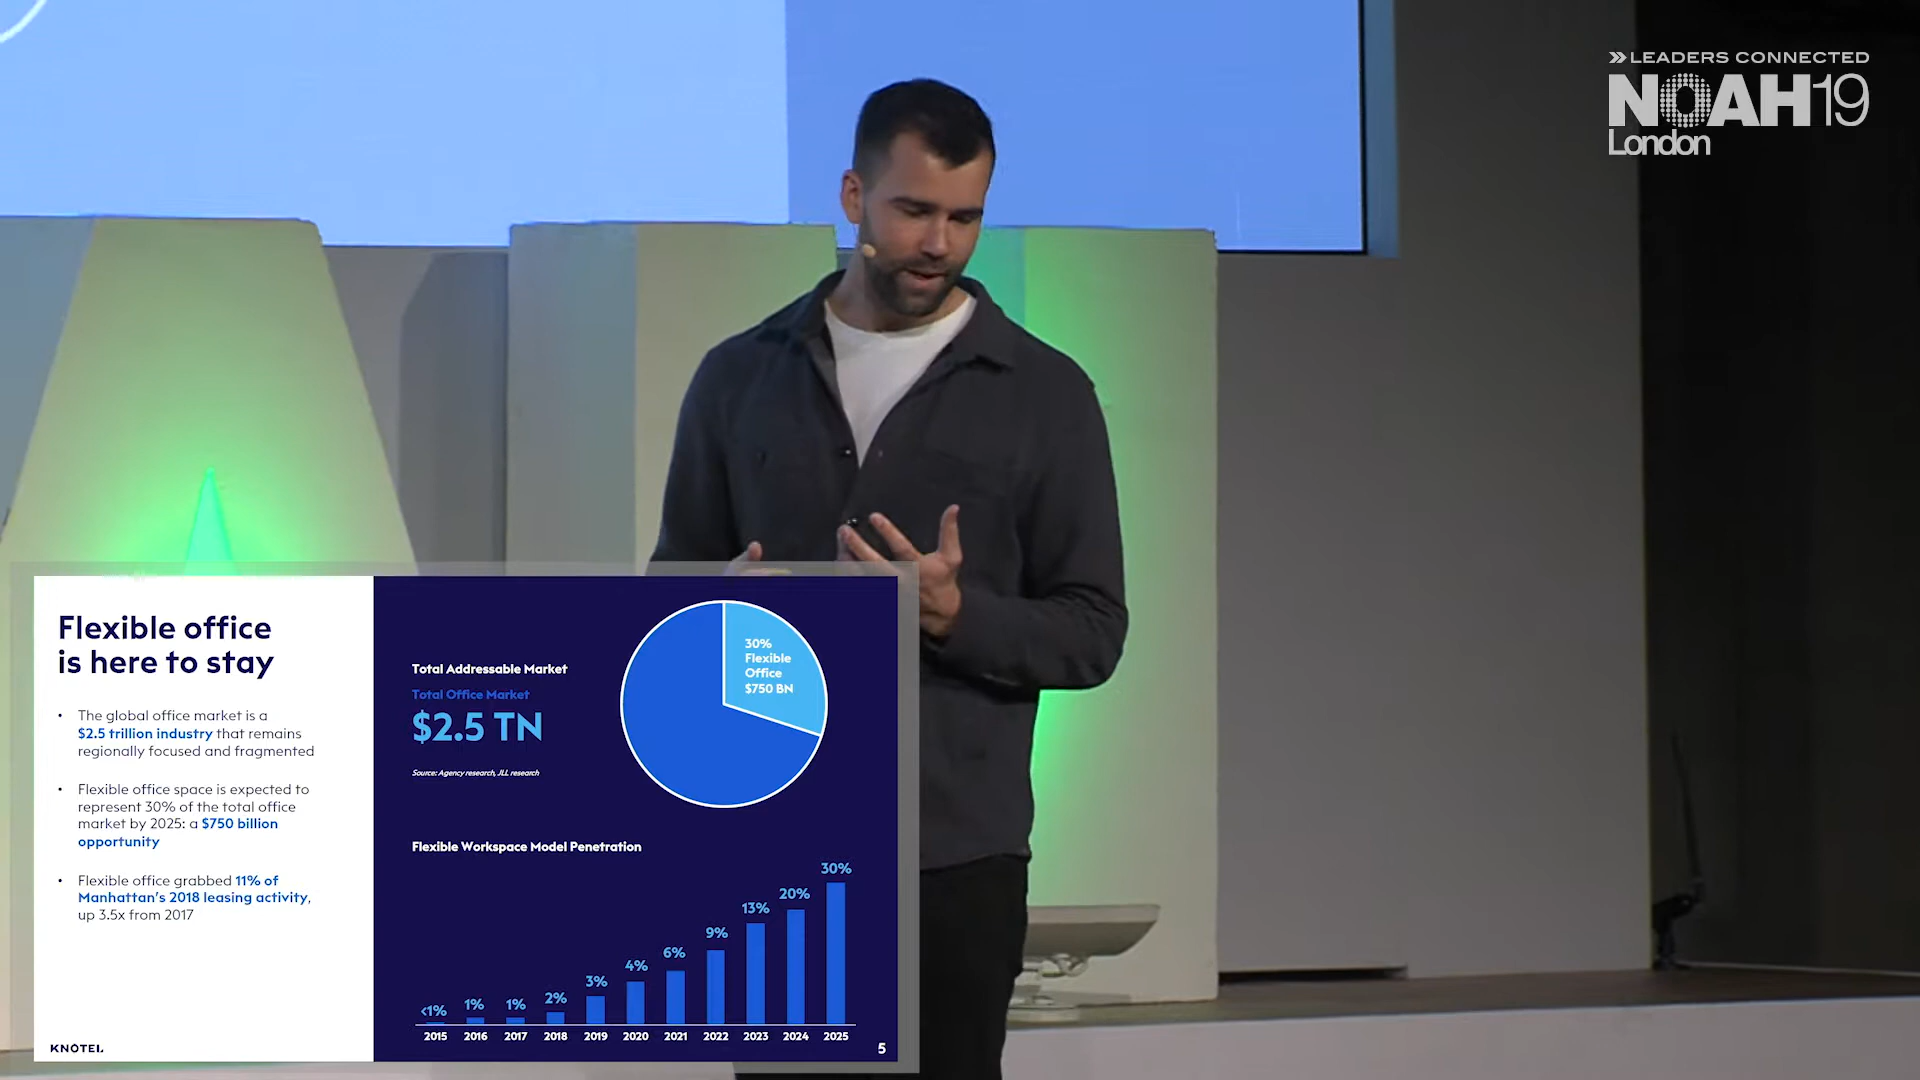 LEADERS CONNECTED
NOAH19
London
Flexible office
is here to stay
• The global office market is a
$2.5 trillion industry that remains
regionally focused and fragmented
• Flexible office space is expected to
represent 30% of the total office
market by 2025: a $750 billion
opportunity
• Flexible office grabbed 11% of
Manhattan's 2018 leasing activity,
up 3.5x from 2017
KNOTEL
Total Addressable Market
Total Office Market
$2.5 TN
Source: Agency research, JLL research
30%
Flexible
Office
$750 BN
Flexible Workspace Model Penetration
<1% 1% 1% 2% 3% 4% 6% 9% 13% 20% 30%
2015 2016 2017 2018 2019 2020 2021 2022 2023 2024 2025
5